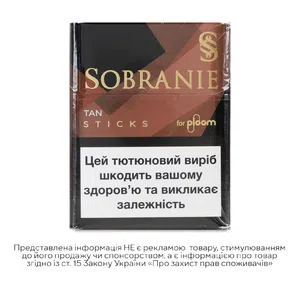 SOBRANIE
TAN
STICKS for ploom
Цей тютюновий виріб
шкодить вашому
здоров’ю та викликає
залежність
Представлена інформація НЕ є рекламою товару, стимулюванням
до його продажу чи спонсорством, а є інформацією про товар
згідно із ст. 15 Закону України «Про захист прав споживачів»